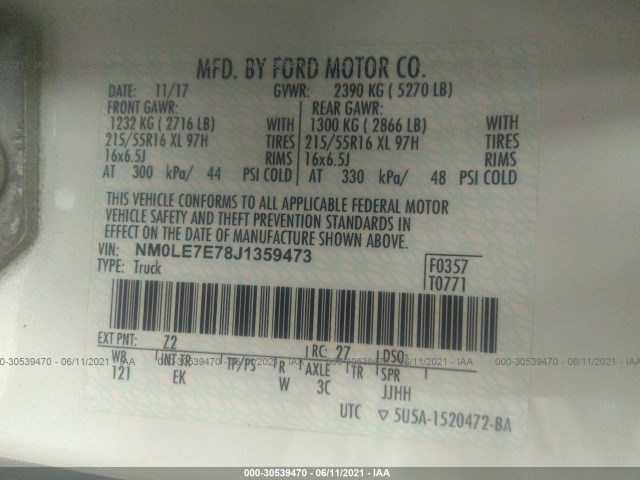 MFD. BY FORD MOTOR CO.
DATE: 11/17 GVWR: 2390 KG ( 5270 LB)
FRONT GAWR: REAR GAWR:
1232 KG ( 2716 LB) WITH 1300 KG ( 2866 LB) WITH
215/55R16 XL 97H TIRES 215/55R16 XL 97H TIRES
16x6.5J RIMS 16x6.5J RIMS
AT 300 kPa/ 44 PSI COLD AT 330 kPa/ 48 PSI COLD
THIS VEHICLE CONFORMS TO ALL APPLICABLE FEDERAL MOTOR
VEHICLE SAFETY AND THEFT PREVENTION STANDARDS IN
EFFECT ON THE DATE OF MANUFACTURE SHOWN ABOVE.
VIN: NM0LE7E78J1359473
TYPE: Truck
F0357
T0771
EXT PNT: Z2 RC: 27 DSO:
WB INT TR TP/PS R AXLE TR SPR
121 EK W 3C JJHH
UTC ▽ 5U5A-1520472-BA
000-30539470 - 06/11/2021 - IAA 000-30539470 - 06/11/2021 - IAA
000-30539470 - 06/11/2021 - IAA